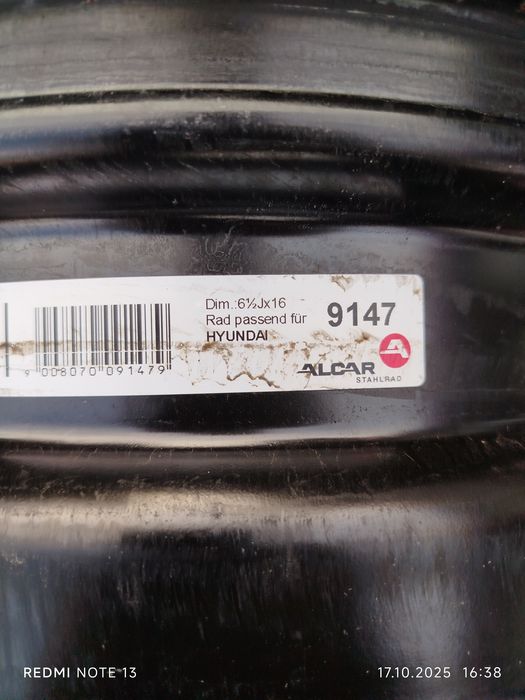 Dim.:6½Jx16
Rad passend für
HYUNDAI
9147
ALCAR
STAHLRAD
9 008070 091479
REDMI NOTE 13
17.10.2025 16:38